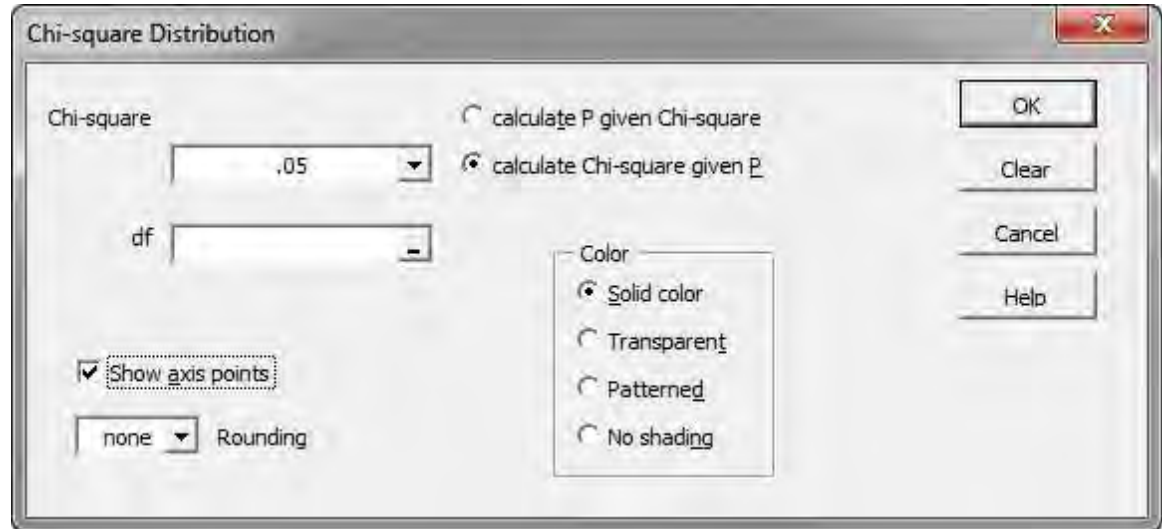 Chi-square Distribution
Chi-square
.05
df
calculate P given Chi-square
calculate Chi-square given P
Color
Solid color
Transparent
Patterned
No shading
Show axis points
none Rounding
OK
Clear
Cancel
Help